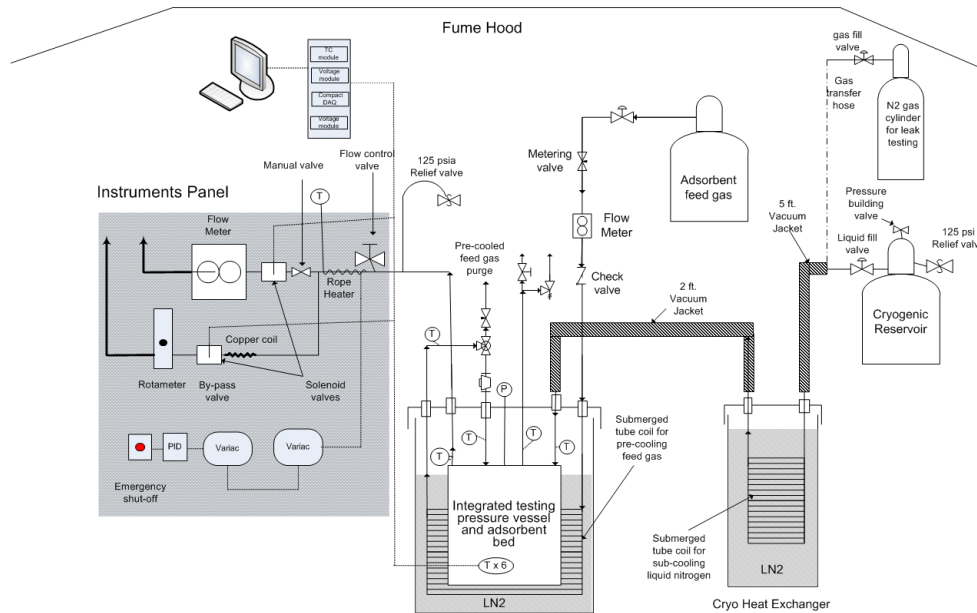 Fume Hood
TC
module
Voltage
module
Compact
DAQ
Voltage
module
gas fill
valve
Gas
transfer
hose
N2 gas
cylinder
for leak
testing
Manual valve
Flow control
valve
125 psia
Relief valve
Metering
valve
Adsorbent
feed gas
Pressure
building
valve
Instruments Panel
T
Flow
Meter
Flow
Meter
5 ft.
Vacuum
Jacket
Liquid fill
valve
125 psi
Relief valv
Pre-cooled
feed gas
purge
Rope
Heater
Check
valve
2 ft.
Vacuum
Jacket
Cryogenic
Reservoir
T
Copper coil
Rotameter
By-pass
valve
Solenoid
valves
P
Submerged
tube coil for
pre-cooling
feed gas
PID
Variac
Variac
T
T
T
T
Emergency
shut-off
Integrated testing
pressure vessel
and adsorbent
bed
T x 6
LN2
Submerged
tube coil for
sub-cooling
liquid nitrogen
LN2
Cryo Heat Exchanger